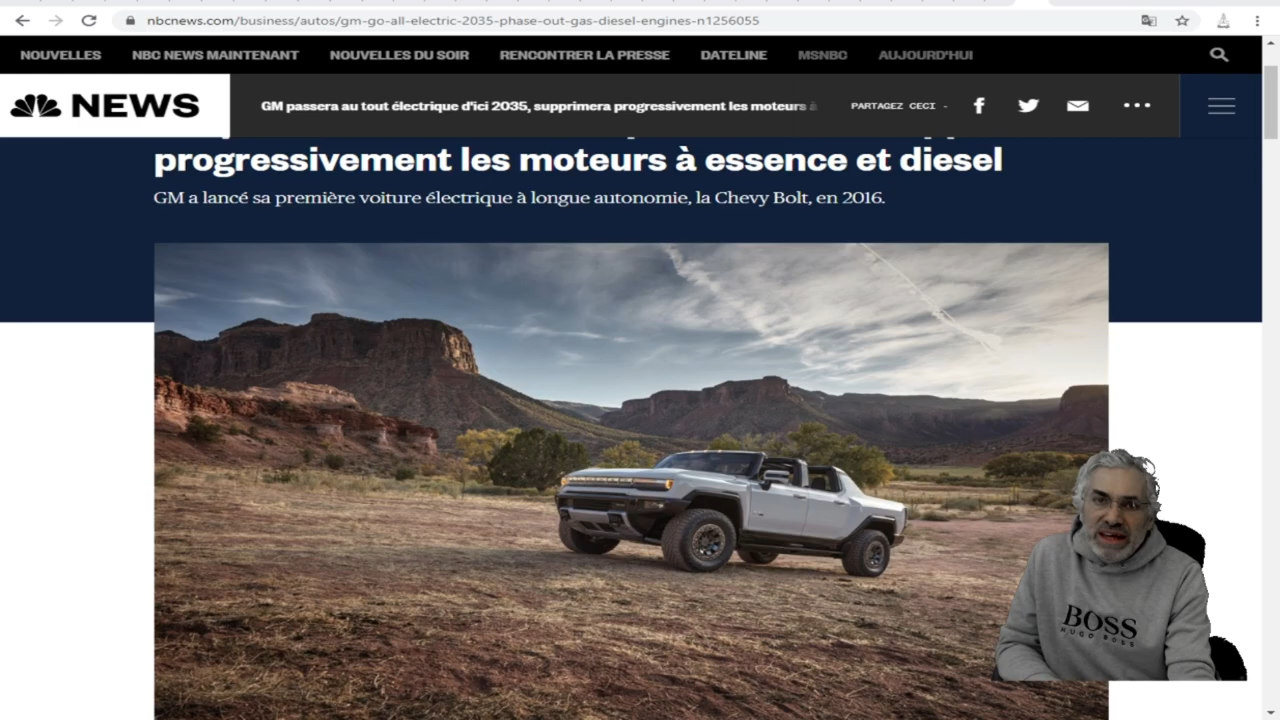 nbcnews.com/business/autos/gm-go-all-electric-2035-phase-out-gas-diesel-engines-n1256055
NOUVELLES NBC NEWS MAINTENANT NOUVELLES DU SOIR RENCONTRER LA PRESSE DATELINE MSNBC AUJOURD'HUI
NEWS GM passera au tout électrique d'ici 2035, supprimera progressivement les moteurs à PARTAGEZ CECI -
progressivement les moteurs à essence et diesel
GM a lancé sa première voiture électrique à longue autonomie, la Chevy Bolt, en 2016.
BOSS
HUGO BOSS